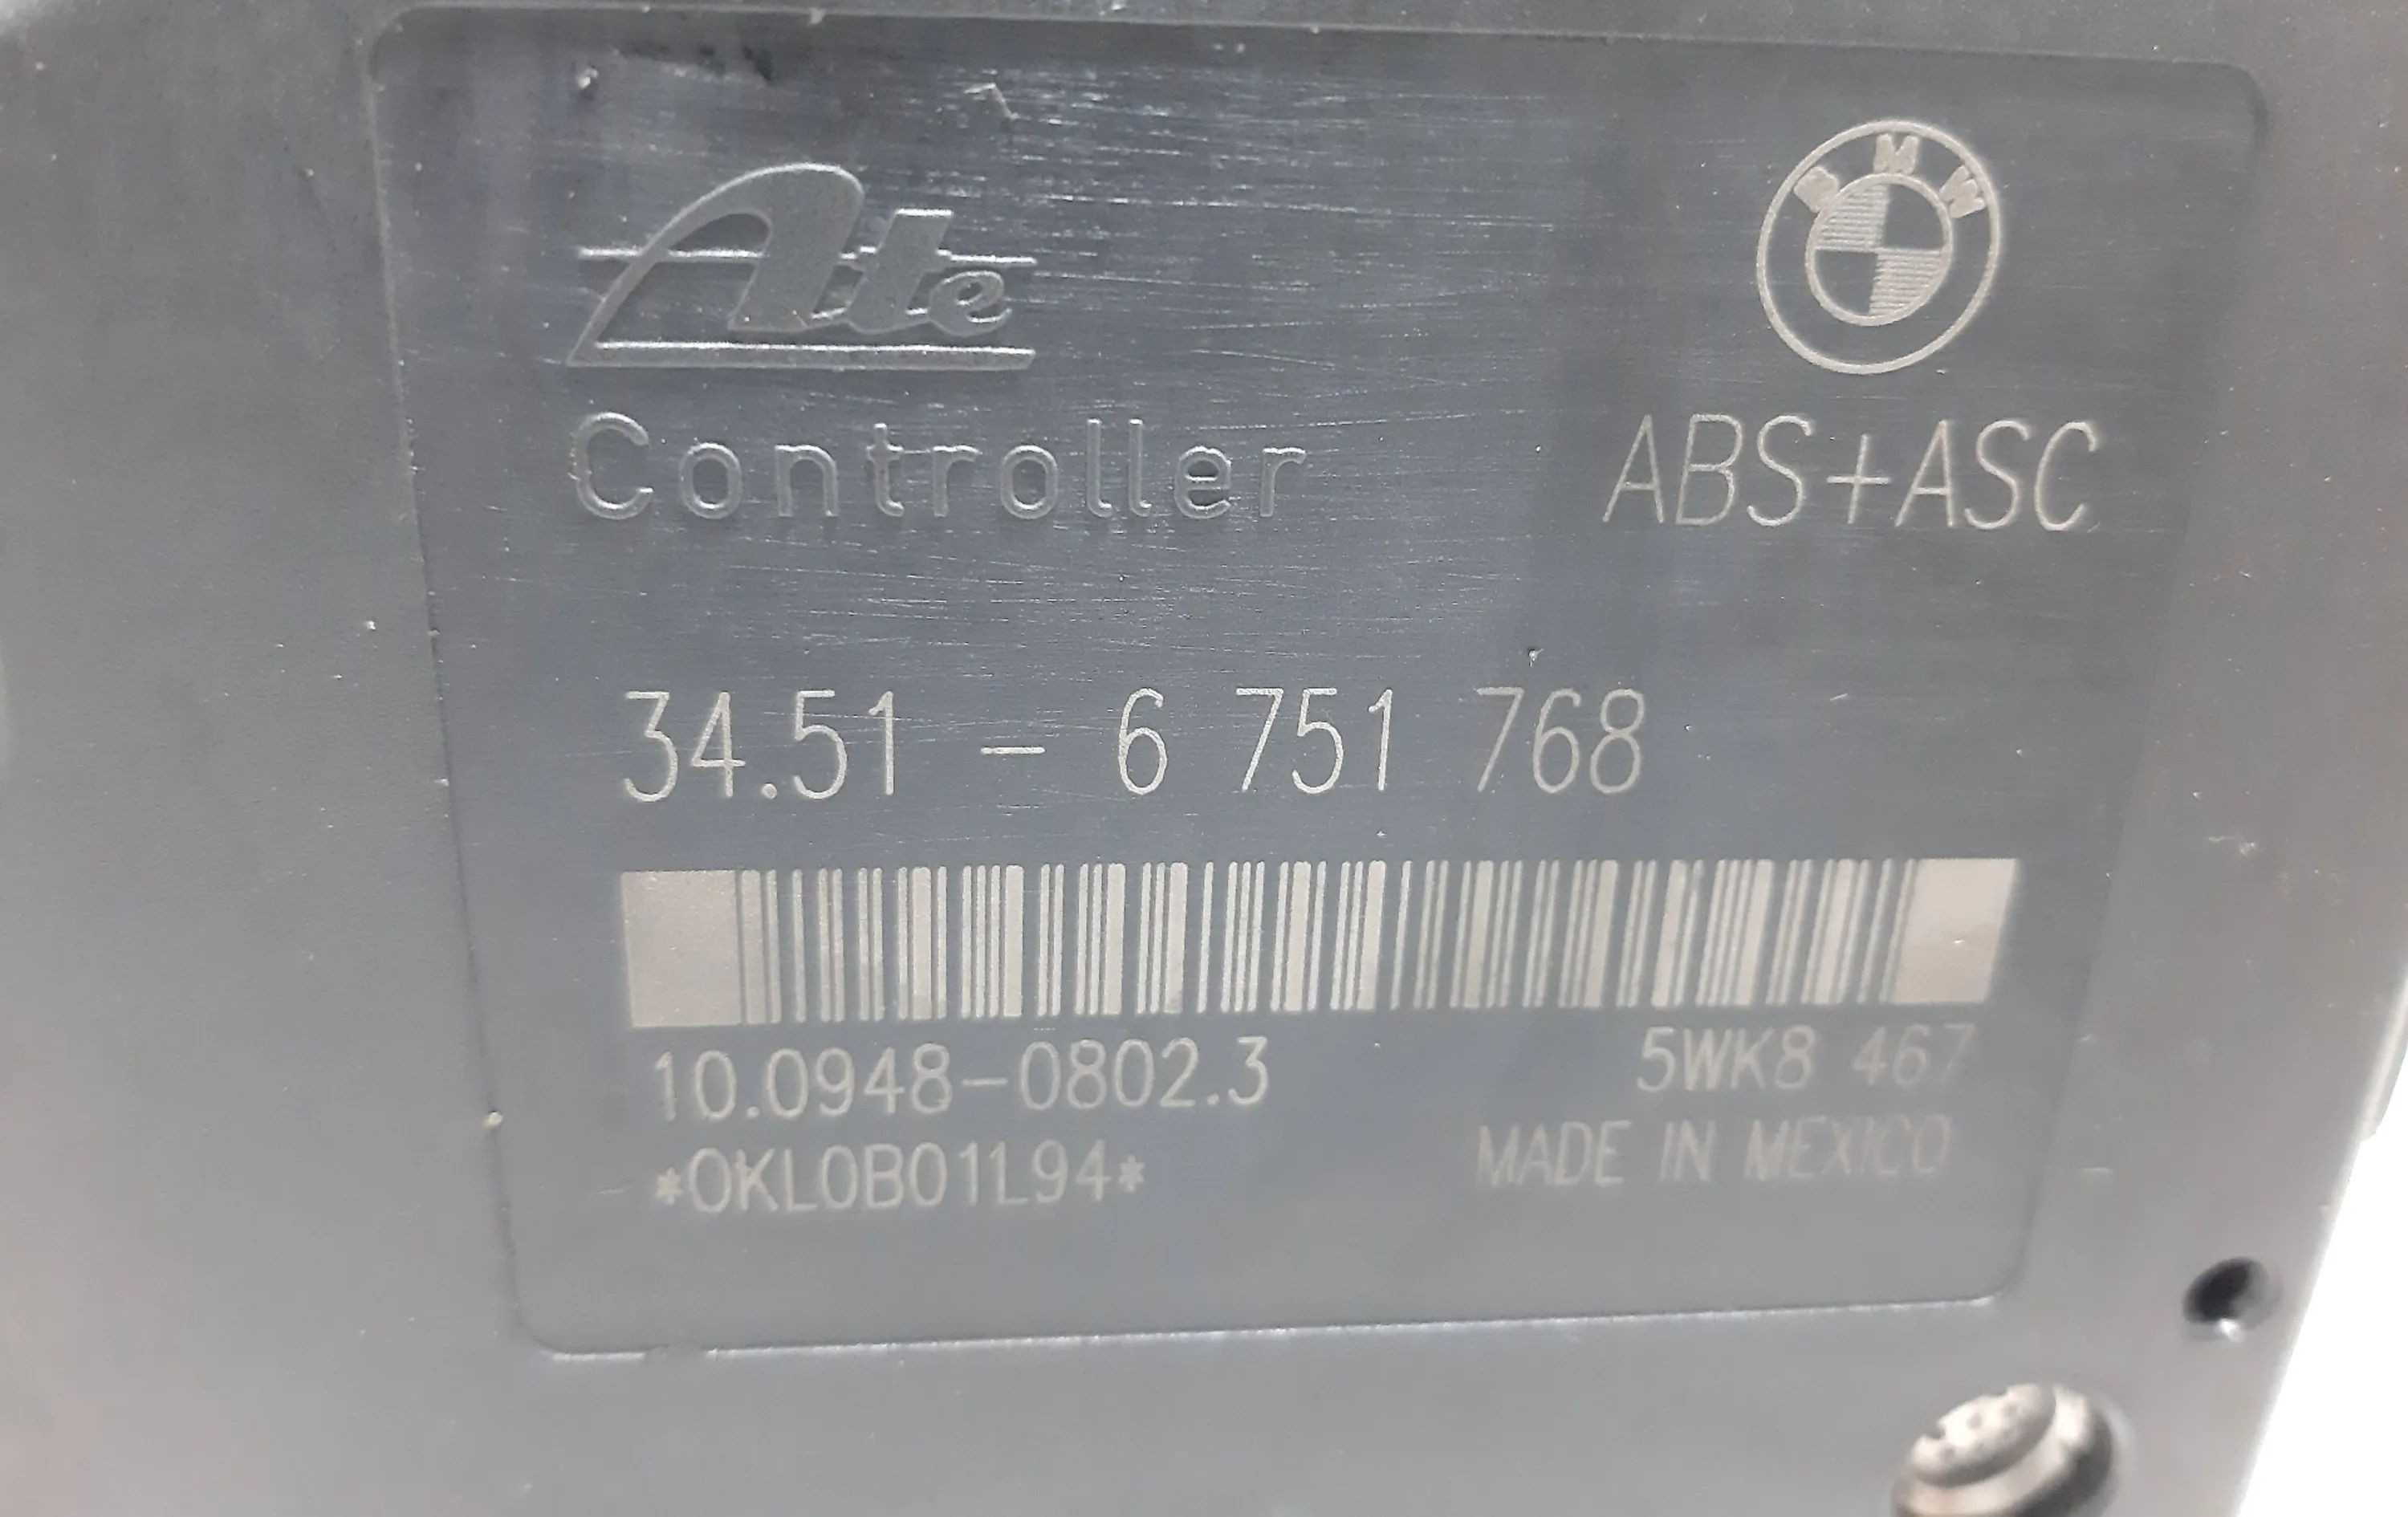 Ate
BMW
Controller
ABS+ASC
34.51 - 6 751 768
10.0948-0802.3
5WK8 467
*OKL0B01L94*
MADE IN MEXICO